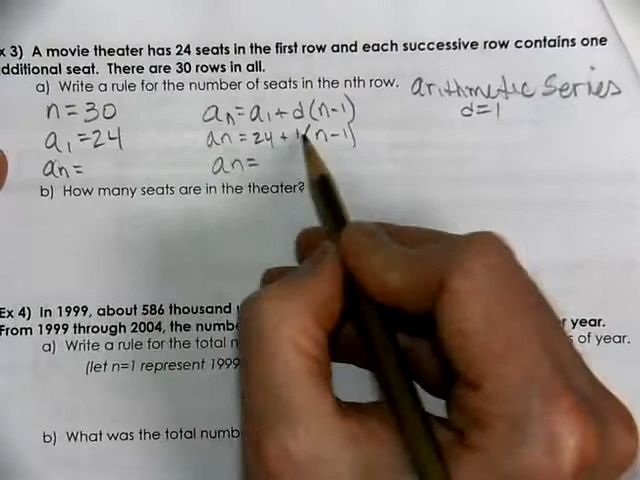 x 3) A movie theater has 24 seats in the first row and each successive row contains one
dditional seat. There are 30 rows in all.
a) Write a rule for the number of seats in the nth row. arithmetic Series
d=1
n=30 an=a1+d(n-1)
a1=24 an=24+1(n-1)
an= an=
b) How many seats are in the theater?
Ex 4) In 1999, about 586 thousand r year.
From 1999 through 2004, the numb s of year.
a) Write a rule for the total n
(let n=1 represent 1999
b) What was the total numb